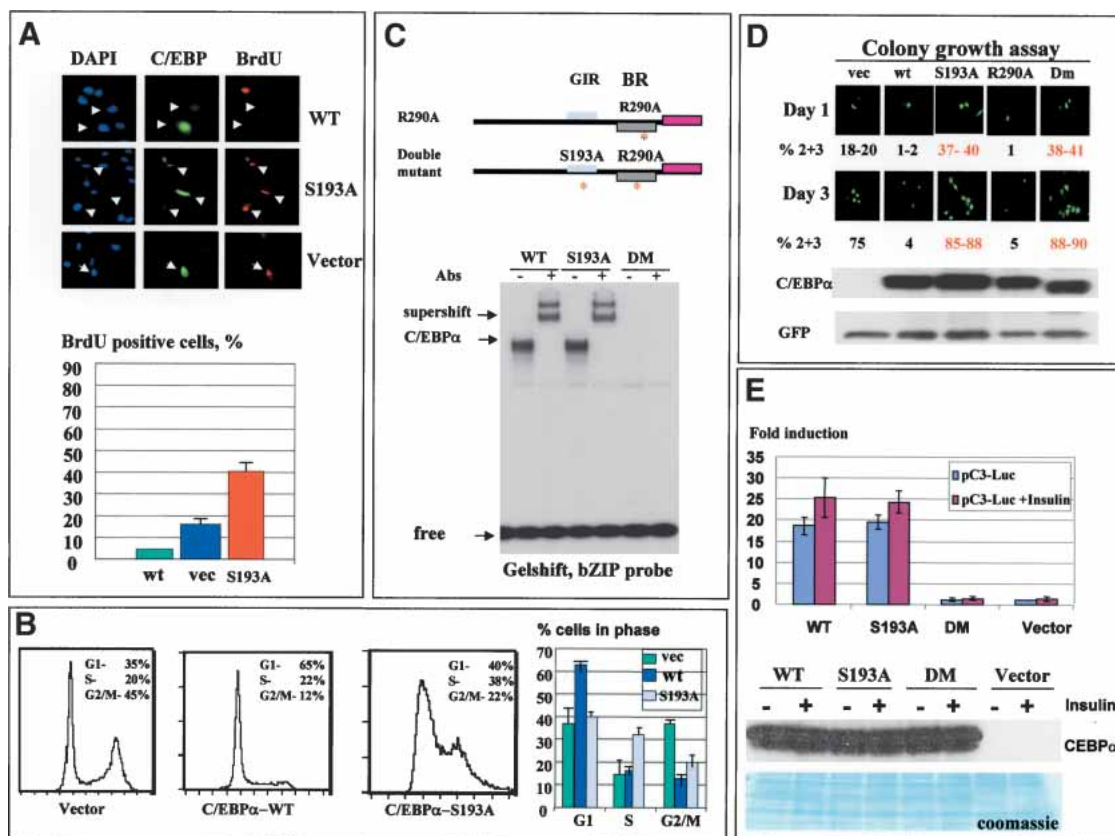 A
DAPI C/EBP BrdU
WT
S193A
Vector
BrdU positive cells, %
90
80
70
60
50
40
30
20
10
0
wt vec S193A
B
G1- 35%
S- 20%
G2/M- 45%
Vector
G1- 65%
S- 22%
G2/M- 12%
C/EBPα–WT
G1- 40%
S- 38%
G2/M- 22%
C/EBPα–S193A
% cells in phase
70
60
50
40
30
20
10
0
vec
wt
S193A
G1 S G2/M
C
GIR BR
R290A R290A
*
Double mutant S193A R290A
* *
WT S193A DM
Abs - + - + - +
supershift
C/EBPα
free
Gelshift, bZIP probe
D
Colony growth assay
vec wt S193A R290A Dm
Day 1
% 2+3 18-20 1-2 37- 40 1 38-41
Day 3
% 2+3 75 4 85-88 5 88-90
C/EBPα
GFP
E
Fold induction
35
30
25
20
15
10
5
0
pC3-Luc
pC3-Luc +Insulin
WT S193A DM Vector
WT S193A DM Vector
- + - + - + - + Insulin
CEBPα
coomassie